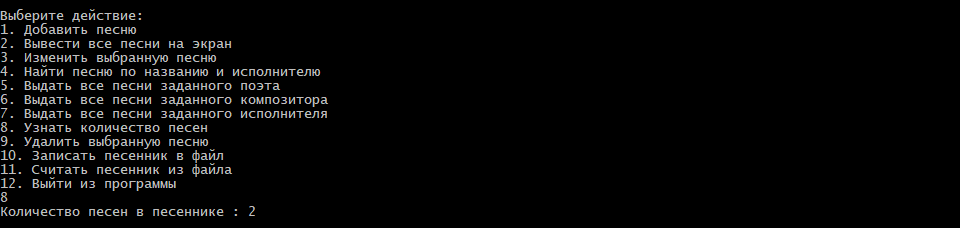 Выберите действие:
1. Добавить песню
2. Вывести все песни на экран
3. Изменить выбранную песню
4. Найти песню по названию и исполнителю
5. Выдать все песни заданного поэта
6. Выдать все песни заданного композитора
7. Выдать все песни заданного исполнителя
8. Узнать количество песен
9. Удалить выбранную песню
10. Записать песенник в файл
11. Считать песенник из файла
12. Выйти из программы
8
Количество песен в песеннике : 2